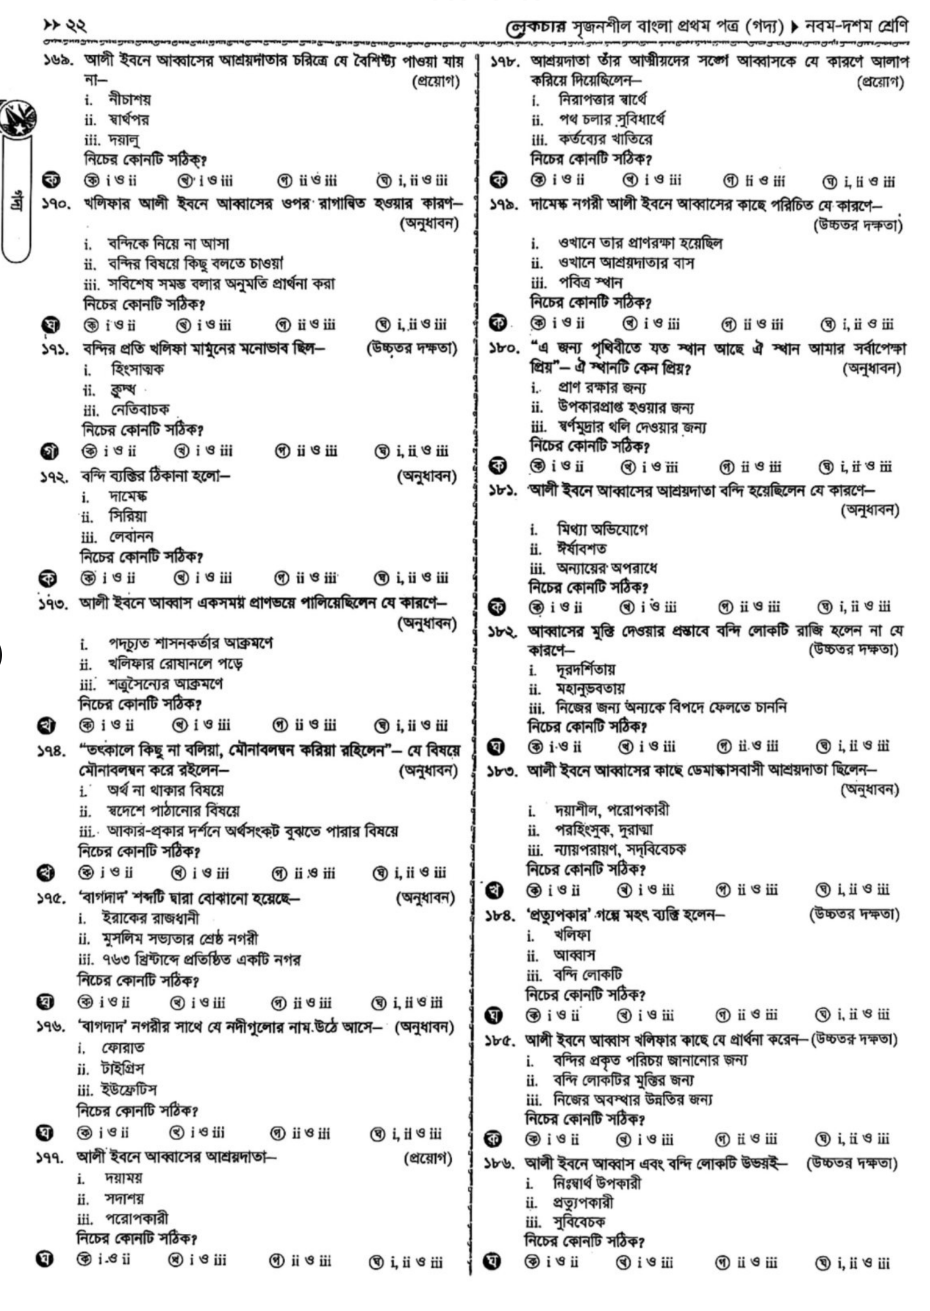 >> ২২
লেকচার সৃজনশীল বাংলা প্রথম পত্র (গদ্য) ▶ নবম-দশম শ্রেণি
গদ্য
১৬৯. আলী ইবনে আব্বাসের আশ্রয়দাতার চরিত্রে যে বৈশিষ্ট্য পাওয়া যায়
না— (প্রয়োগ)
i. নীচাশয়
ii. স্বার্থপর
iii. দয়ালু
নিচের কোনটি সঠিক?
ক ক i ও ii খ i ও iii গ ii ও iii ঘ i, ii ও iii
১৭০. খলিফার আলী ইবনে আব্বাসের ওপর রাগান্বিত হওয়ার কারণ—
(অনুধাবন)
i. বন্দিকে নিয়ে না আসা
ii. বন্দির বিষয়ে কিছু বলতে চাওয়া
iii. সবিশেষ সমস্ত বলার অনুমতি প্রার্থনা করা
নিচের কোনটি সঠিক?
ঘ ক i ও ii খ i ও iii গ ii ও iii ঘ i, ii ও iii
১৭১. বন্দির প্রতি খলিফা মামুনের মনোভাব ছিল— (উচ্চতর দক্ষতা)
i. হিংসাত্মক
ii. ক্রুদ্ধ
iii. নেতিবাচক
নিচের কোনটি সঠিক?
গ ক i ও ii খ i ও iii গ ii ও iii ঘ i, ii ও iii
১৭২. বন্দি ব্যক্তির ঠিকানা হলো— (অনুধাবন)
i. দামেস্ক
ii. সিরিয়া
iii. লেবানন
নিচের কোনটি সঠিক?
ক ক i ও ii খ i ও iii গ ii ও iii ঘ i, ii ও iii
১৭৩. আলী ইবনে আব্বাস একসময় প্রাণভয়ে পালিয়েছিলেন যে কারণে—
(অনুধাবন)
i. পদচ্যুত শাসনকর্তার আক্রমণে
ii. খলিফার রোষানলে পড়ে
iii. শত্রুসৈন্যের আক্রমণে
নিচের কোনটি সঠিক?
খ ক i ও ii খ i ও iii গ ii ও iii ঘ i, ii ও iii
১৭৪. “তৎকালে কিছু না বলিয়া, মৌনাবলম্বন করিয়া রহিলেন”— যে বিষয়ে
মৌনাবলম্বন করে রইলেন— (অনুধাবন)
i. অর্থ না থাকার বিষয়ে
ii. স্বদেশে পাঠানোর বিষয়ে
iii. আকার-প্রকার দর্শনে অর্থসংকট বুঝতে পারার বিষয়ে
নিচের কোনটি সঠিক?
খ ক i ও ii খ i ও iii গ ii ও iii ঘ i, ii ও iii
১৭৫. ‘বাগদাদ’ শব্দটি দ্বারা বোঝানো হয়েছে— (অনুধাবন)
i. ইরাকের রাজধানী
ii. মুসলিম সভ্যতার শ্রেষ্ঠ নগরী
iii. ৭৬৩ খ্রিস্টাব্দে প্রতিষ্ঠিত একটি নগর
নিচের কোনটি সঠিক?
ঘ ক i ও ii খ i ও iii গ ii ও iii ঘ i, ii ও iii
১৭৬. ‘বাগদাদ’ নগরীর সাথে যে নদীগুলোর নাম উঠে আসে— (অনুধাবন)
i. ফোরাত
ii. টাইগ্রিস
iii. ইউফ্রেটিস
নিচের কোনটি সঠিক?
ঘ ক i ও ii খ i ও iii গ ii ও iii ঘ i, ii ও iii
১৭৭. আলী ইবনে আব্বাসের আশ্রয়দাতা— (প্রয়োগ)
i. দয়াময়
ii. সদাশয়
iii. পরোপকারী
নিচের কোনটি সঠিক?
ঘ ক i ও ii খ i ও iii গ ii ও iii ঘ i, ii ও iii
১৭৮. আশ্রয়দাতা তাঁর আত্মীয়দের সঙ্গে আব্বাসকে যে কারণে আলাপ
করিয়ে দিয়েছিলেন— (প্রয়োগ)
i. নিরাপত্তার স্বার্থে
ii. পথ চলার সুবিধার্থে
iii. কর্তব্যের খাতিরে
নিচের কোনটি সঠিক?
ক ক i ও ii খ i ও iii গ ii ও iii ঘ i, ii ও iii
১৭৯. দামেস্ক নগরী আলী ইবনে আব্বাসের কাছে পরিচিত যে কারণে—
(উচ্চতর দক্ষতা)
i. ওখানে তার প্রাণরক্ষা হয়েছিল
ii. ওখানে আশ্রয়দাতার বাস
iii. পবিত্র স্থান
নিচের কোনটি সঠিক?
ক ক i ও ii খ i ও iii গ ii ও iii ঘ i, ii ও iii
১৮০. “এ জন্য পৃথিবীতে যত স্থান আছে ঐ স্থান আমার সর্বাপেক্ষা
প্রিয়”— ঐ স্থানটি কেন প্রিয়? (অনুধাবন)
i. প্রাণ রক্ষার জন্য
ii. উপকারপ্রাপ্ত হওয়ার জন্য
iii. স্বর্ণমুদ্রার থলি দেওয়ার জন্য
নিচের কোনটি সঠিক?
ক ক i ও ii খ i ও iii গ ii ও iii ঘ i, ii ও iii
১৮১. আলী ইবনে আব্বাসের আশ্রয়দাতা বন্দি হয়েছিলেন যে কারণে—
(অনুধাবন)
i. মিথ্যা অভিযোগে
ii. ঈর্ষাবশত
iii. অন্যায়ের অপরাধে
নিচের কোনটি সঠিক?
ক ক i ও ii খ i ও iii গ ii ও iii ঘ i, ii ও iii
১৮২. আব্বাসের মুক্তি দেওয়ার প্রস্তাবে বন্দি লোকটি রাজি হলেন না যে
কারণে— (উচ্চতর দক্ষতা)
i. দূরদর্শিতায়
ii. মহানুভবতায়
iii. নিজের জন্য অন্যকে বিপদে ফেলতে চাননি
নিচের কোনটি সঠিক?
ঘ ক i ও ii খ i ও iii গ ii ও iii ঘ i, ii ও iii
১৮৩. আলী ইবনে আব্বাসের কাছে ডেমাস্কাসবাসী আশ্রয়দাতা ছিলেন—
(অনুধাবন)
i. দয়াশীল, পরোপকারী
ii. পরহিংসুক, দুরাত্মা
iii. ন্যায়পরায়ণ, সদ্‌বিবেচক
নিচের কোনটি সঠিক?
খ ক i ও ii খ i ও iii গ ii ও iii ঘ i, ii ও iii
১৮৪. ‘প্রত্যুপকার’ গল্পে মহৎ ব্যক্তি হলেন— (উচ্চতর দক্ষতা)
i. খলিফা
ii. আব্বাস
iii. বন্দি লোকটি
নিচের কোনটি সঠিক?
ঘ ক i ও ii খ i ও iii গ ii ও iii ঘ i, ii ও iii
১৮৫. আলী ইবনে আব্বাস খলিফার কাছে যে প্রার্থনা করেন— (উচ্চতর দক্ষতা)
i. বন্দির প্রকৃত পরিচয় জানানোর জন্য
ii. বন্দি লোকটির মুক্তির জন্য
iii. নিজের অবস্থার উন্নতির জন্য
নিচের কোনটি সঠিক?
ক ক i ও ii খ i ও iii গ ii ও iii ঘ i, ii ও iii
১৮৬. আলী ইবনে আব্বাস এবং বন্দি লোকটি উভয়ই— (উচ্চতর দক্ষতা)
i. নিঃস্বার্থ উপকারী
ii. প্রত্যুপকারী
iii. সুবিবেচক
নিচের কোনটি সঠিক?
ঘ ক i ও ii খ i ও iii গ ii ও iii ঘ i, ii ও iii